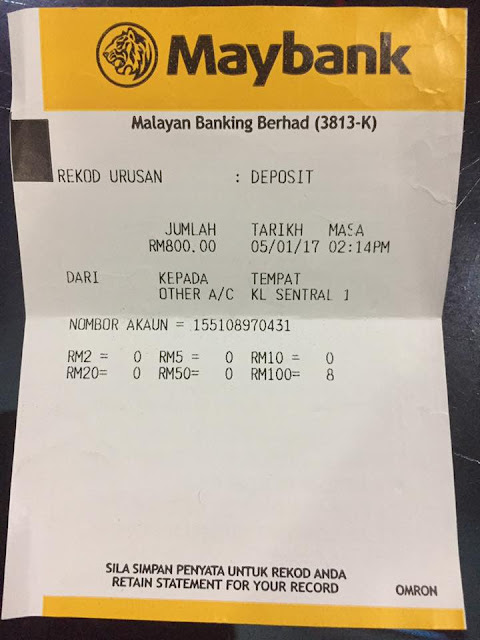 Maybank
Malayan Banking Berhad (3813-K)
REKOD URUSAN : DEPOSIT
JUMLAH TARIKH MASA
RM800.00 05/01/17 02:14PM
DARI KEPADA TEMPAT
OTHER A/C KL SENTRAL 1
NOMBOR AKAUN = 155108970431
RM2 = 0 RM5 = 0 RM10 = 0
RM20= 0 RM50= 0 RM100= 8
SILA SIMPAN PENYATA UNTUK REKOD ANDA
RETAIN STATEMENT FOR YOUR RECORD
OMRON